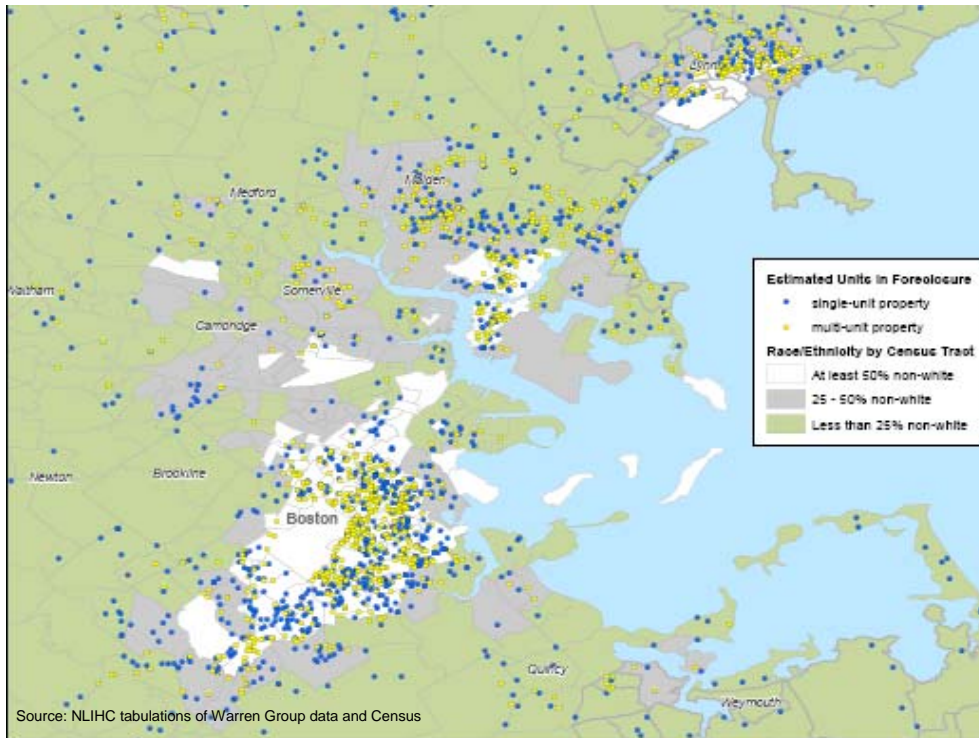 Lynn
Malden
Medford
Waltham
Somerville
Cambridge
Estimated Units in Foreolosure
single-unit property
multi-unit property
Race/Ethnicity by Census Tract
At least 50% non-white
25 - 50% non-white
Less than 25% non-white
Newton
Brookline
Boston
Quincy
Weymouth
Source: NLIHC tabulations of Warren Group data and Census